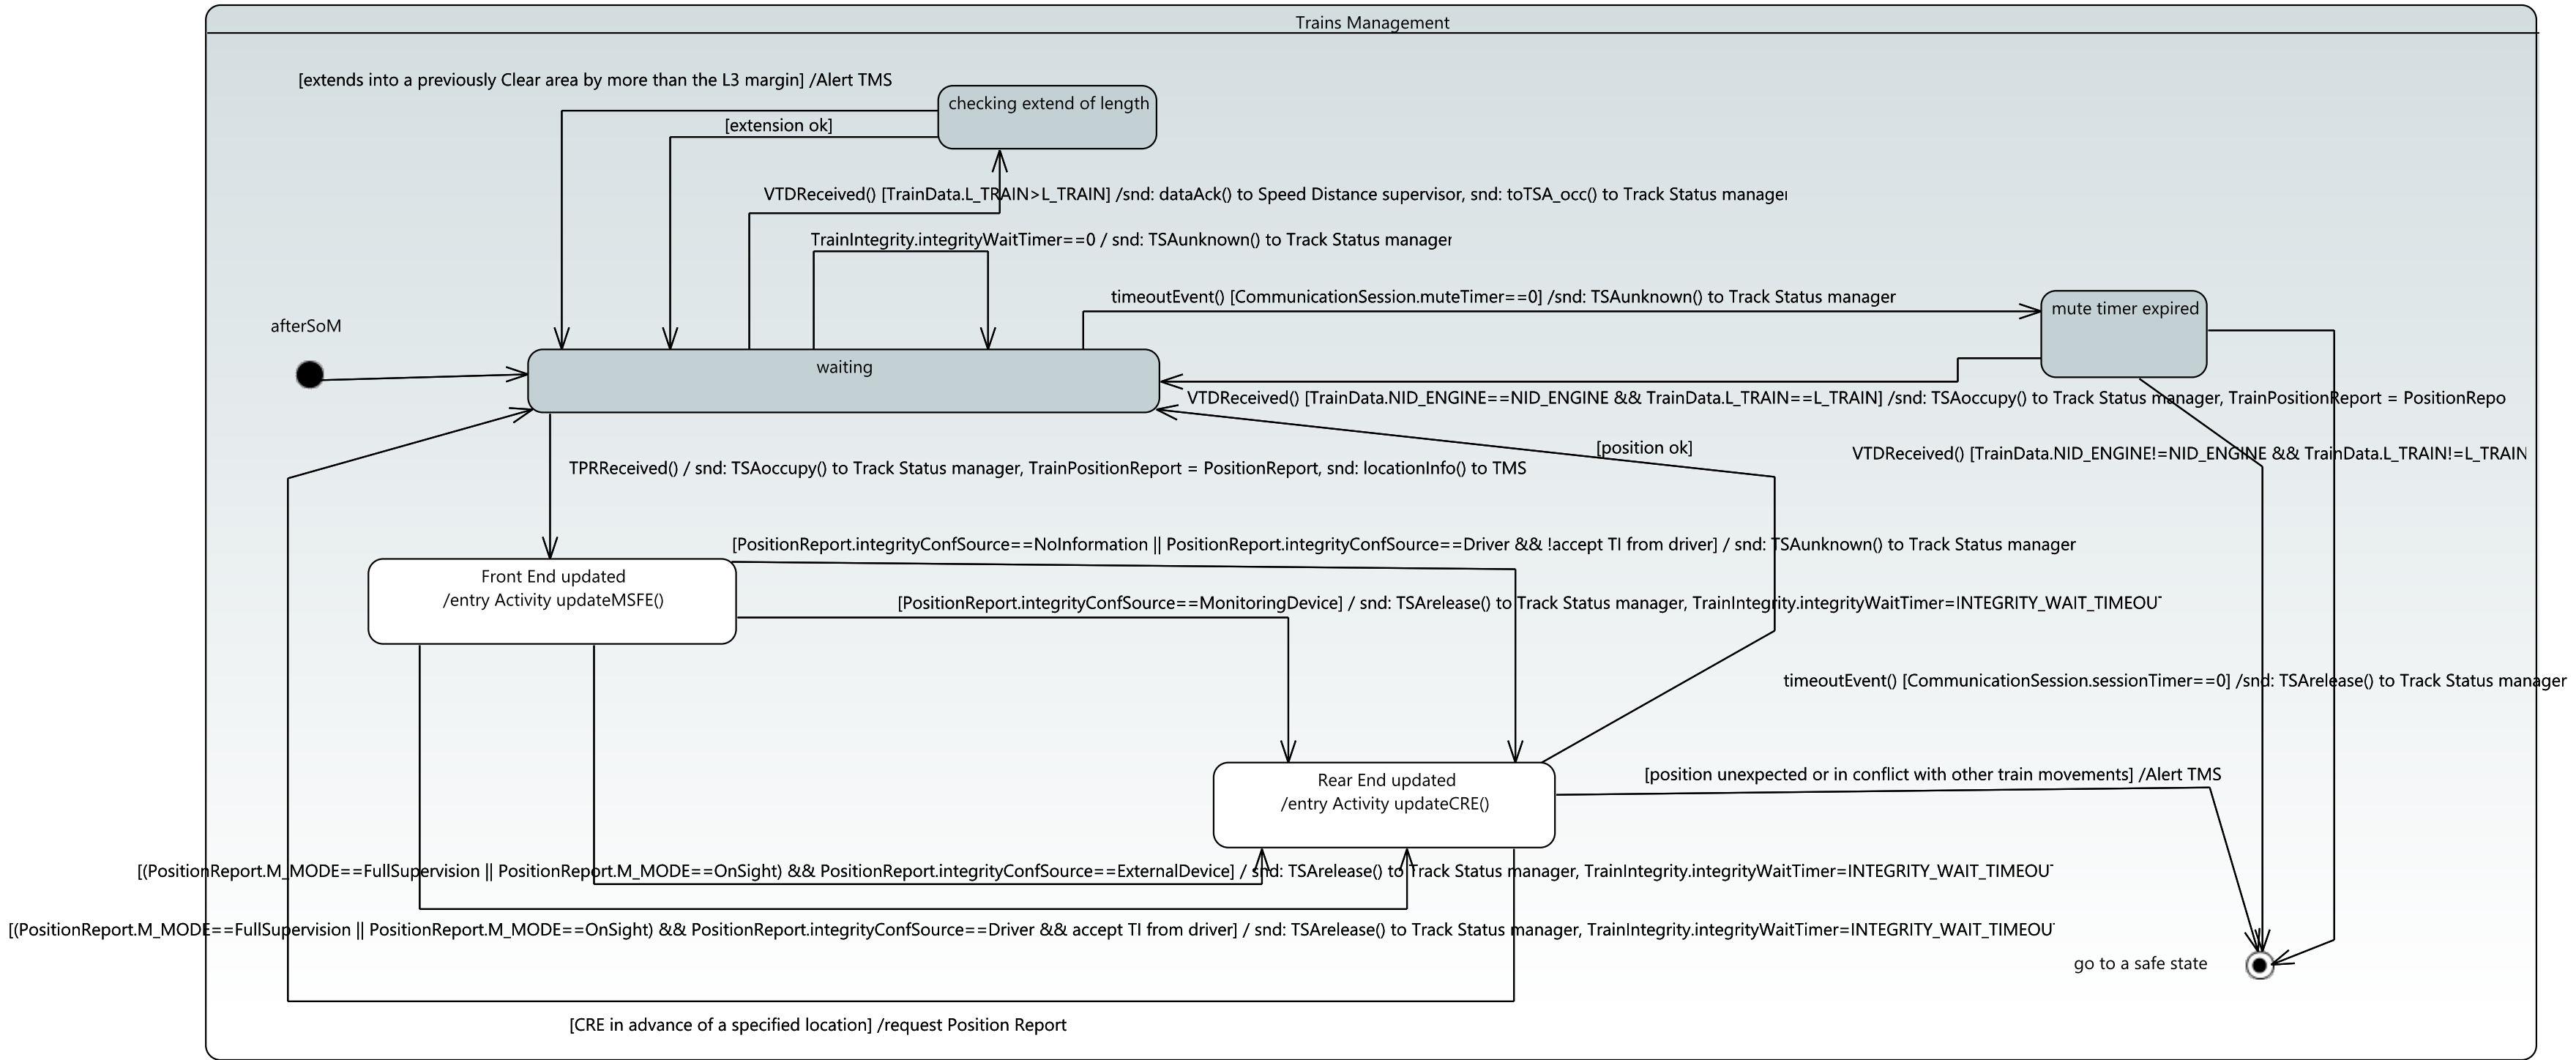 Trains Management
[extends into a previously Clear area by more than the L3 margin] /Alert TMS
checking extend of length
[extension ok]
VTDReceived() [TrainData.L_TRAIN>L_TRAIN] /snd: dataAck() to Speed Distance supervisor, snd: toTSA_occ() to Track Status manager
TrainIntegrity.integrityWaitTimer==0 / snd: TSAunknown() to Track Status manager
timeoutEvent() [CommunicationSession.muteTimer==0] /snd: TSAunknown() to Track Status manager
mute timer expired
afterSoM
waiting
VTDReceived() [TrainData.NID_ENGINE==NID_ENGINE && TrainData.L_TRAIN==L_TRAIN] /snd: TSAoccupy() to Track Status manager, TrainPositionReport = PositionRepo
[position ok]
VTDReceived() [TrainData.NID_ENGINE!=NID_ENGINE && TrainData.L_TRAIN!=L_TRAIN
TPRReceived() / snd: TSAoccupy() to Track Status manager, TrainPositionReport = PositionReport, snd: locationInfo() to TMS
[PositionReport.integrityConfSource==NoInformation || PositionReport.integrityConfSource==Driver && !accept TI from driver] / snd: TSAunknown() to Track Status manager
Front End updated
/entry Activity updateMSFE()
[PositionReport.integrityConfSource==MonitoringDevice] / snd: TSArelease() to Track Status manager, TrainIntegrity.integrityWaitTimer=INTEGRITY_WAIT_TIMEOUT
timeoutEvent() [CommunicationSession.sessionTimer==0] /snd: TSArelease() to Track Status manager
Rear End updated
/entry Activity updateCRE()
[position unexpected or in conflict with other train movements] /Alert TMS
[(PositionReport.M_MODE==FullSupervision || PositionReport.M_MODE==OnSight) && PositionReport.integrityConfSource==ExternalDevice] / snd: TSArelease() to Track Status manager, TrainIntegrity.integrityWaitTimer=INTEGRITY_WAIT_TIMEOUT
[(PositionReport.M_MODE==FullSupervision || PositionReport.M_MODE==OnSight) && PositionReport.integrityConfSource==Driver && accept TI from driver] / snd: TSArelease() to Track Status manager, TrainIntegrity.integrityWaitTimer=INTEGRITY_WAIT_TIMEOUT
go to a safe state
[CRE in advance of a specified location] /request Position Report